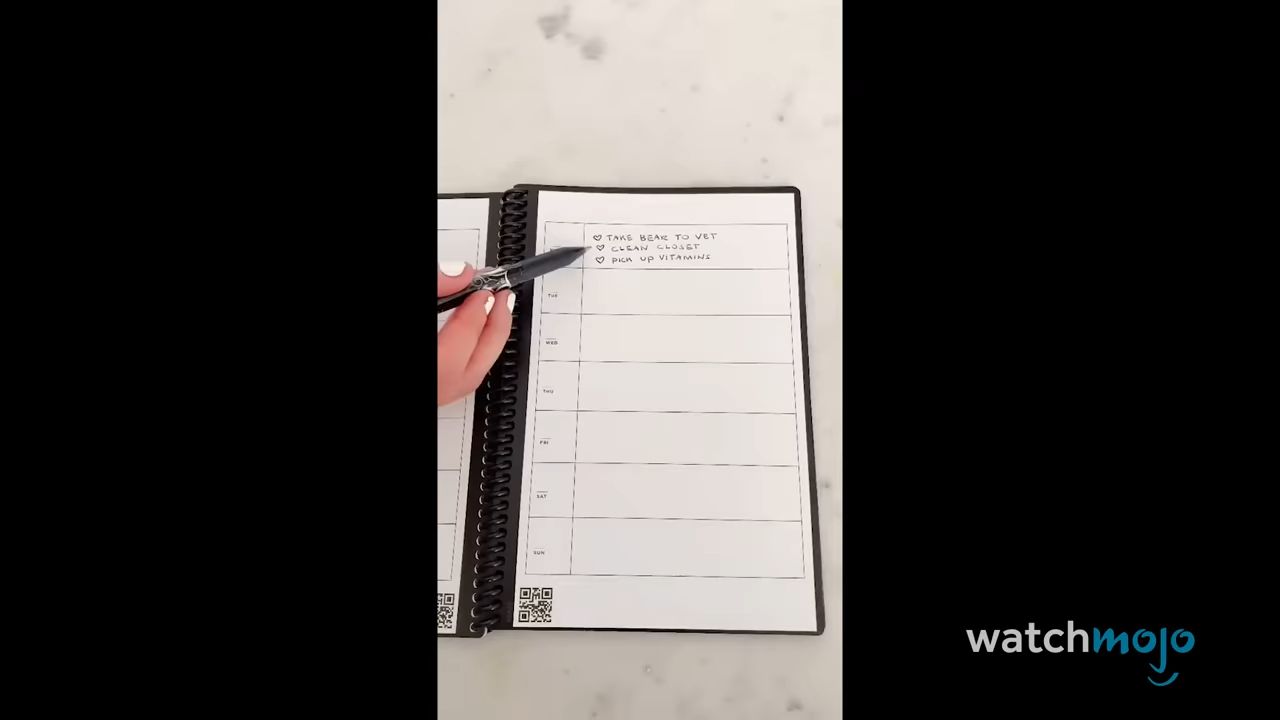 ♡ TAKE BEAR TO VET
♡ CLEAN CLOSET
♡ PICK UP VITAMINS
TUE
WED
THU
FRI
SAT
SUN
watchmojo